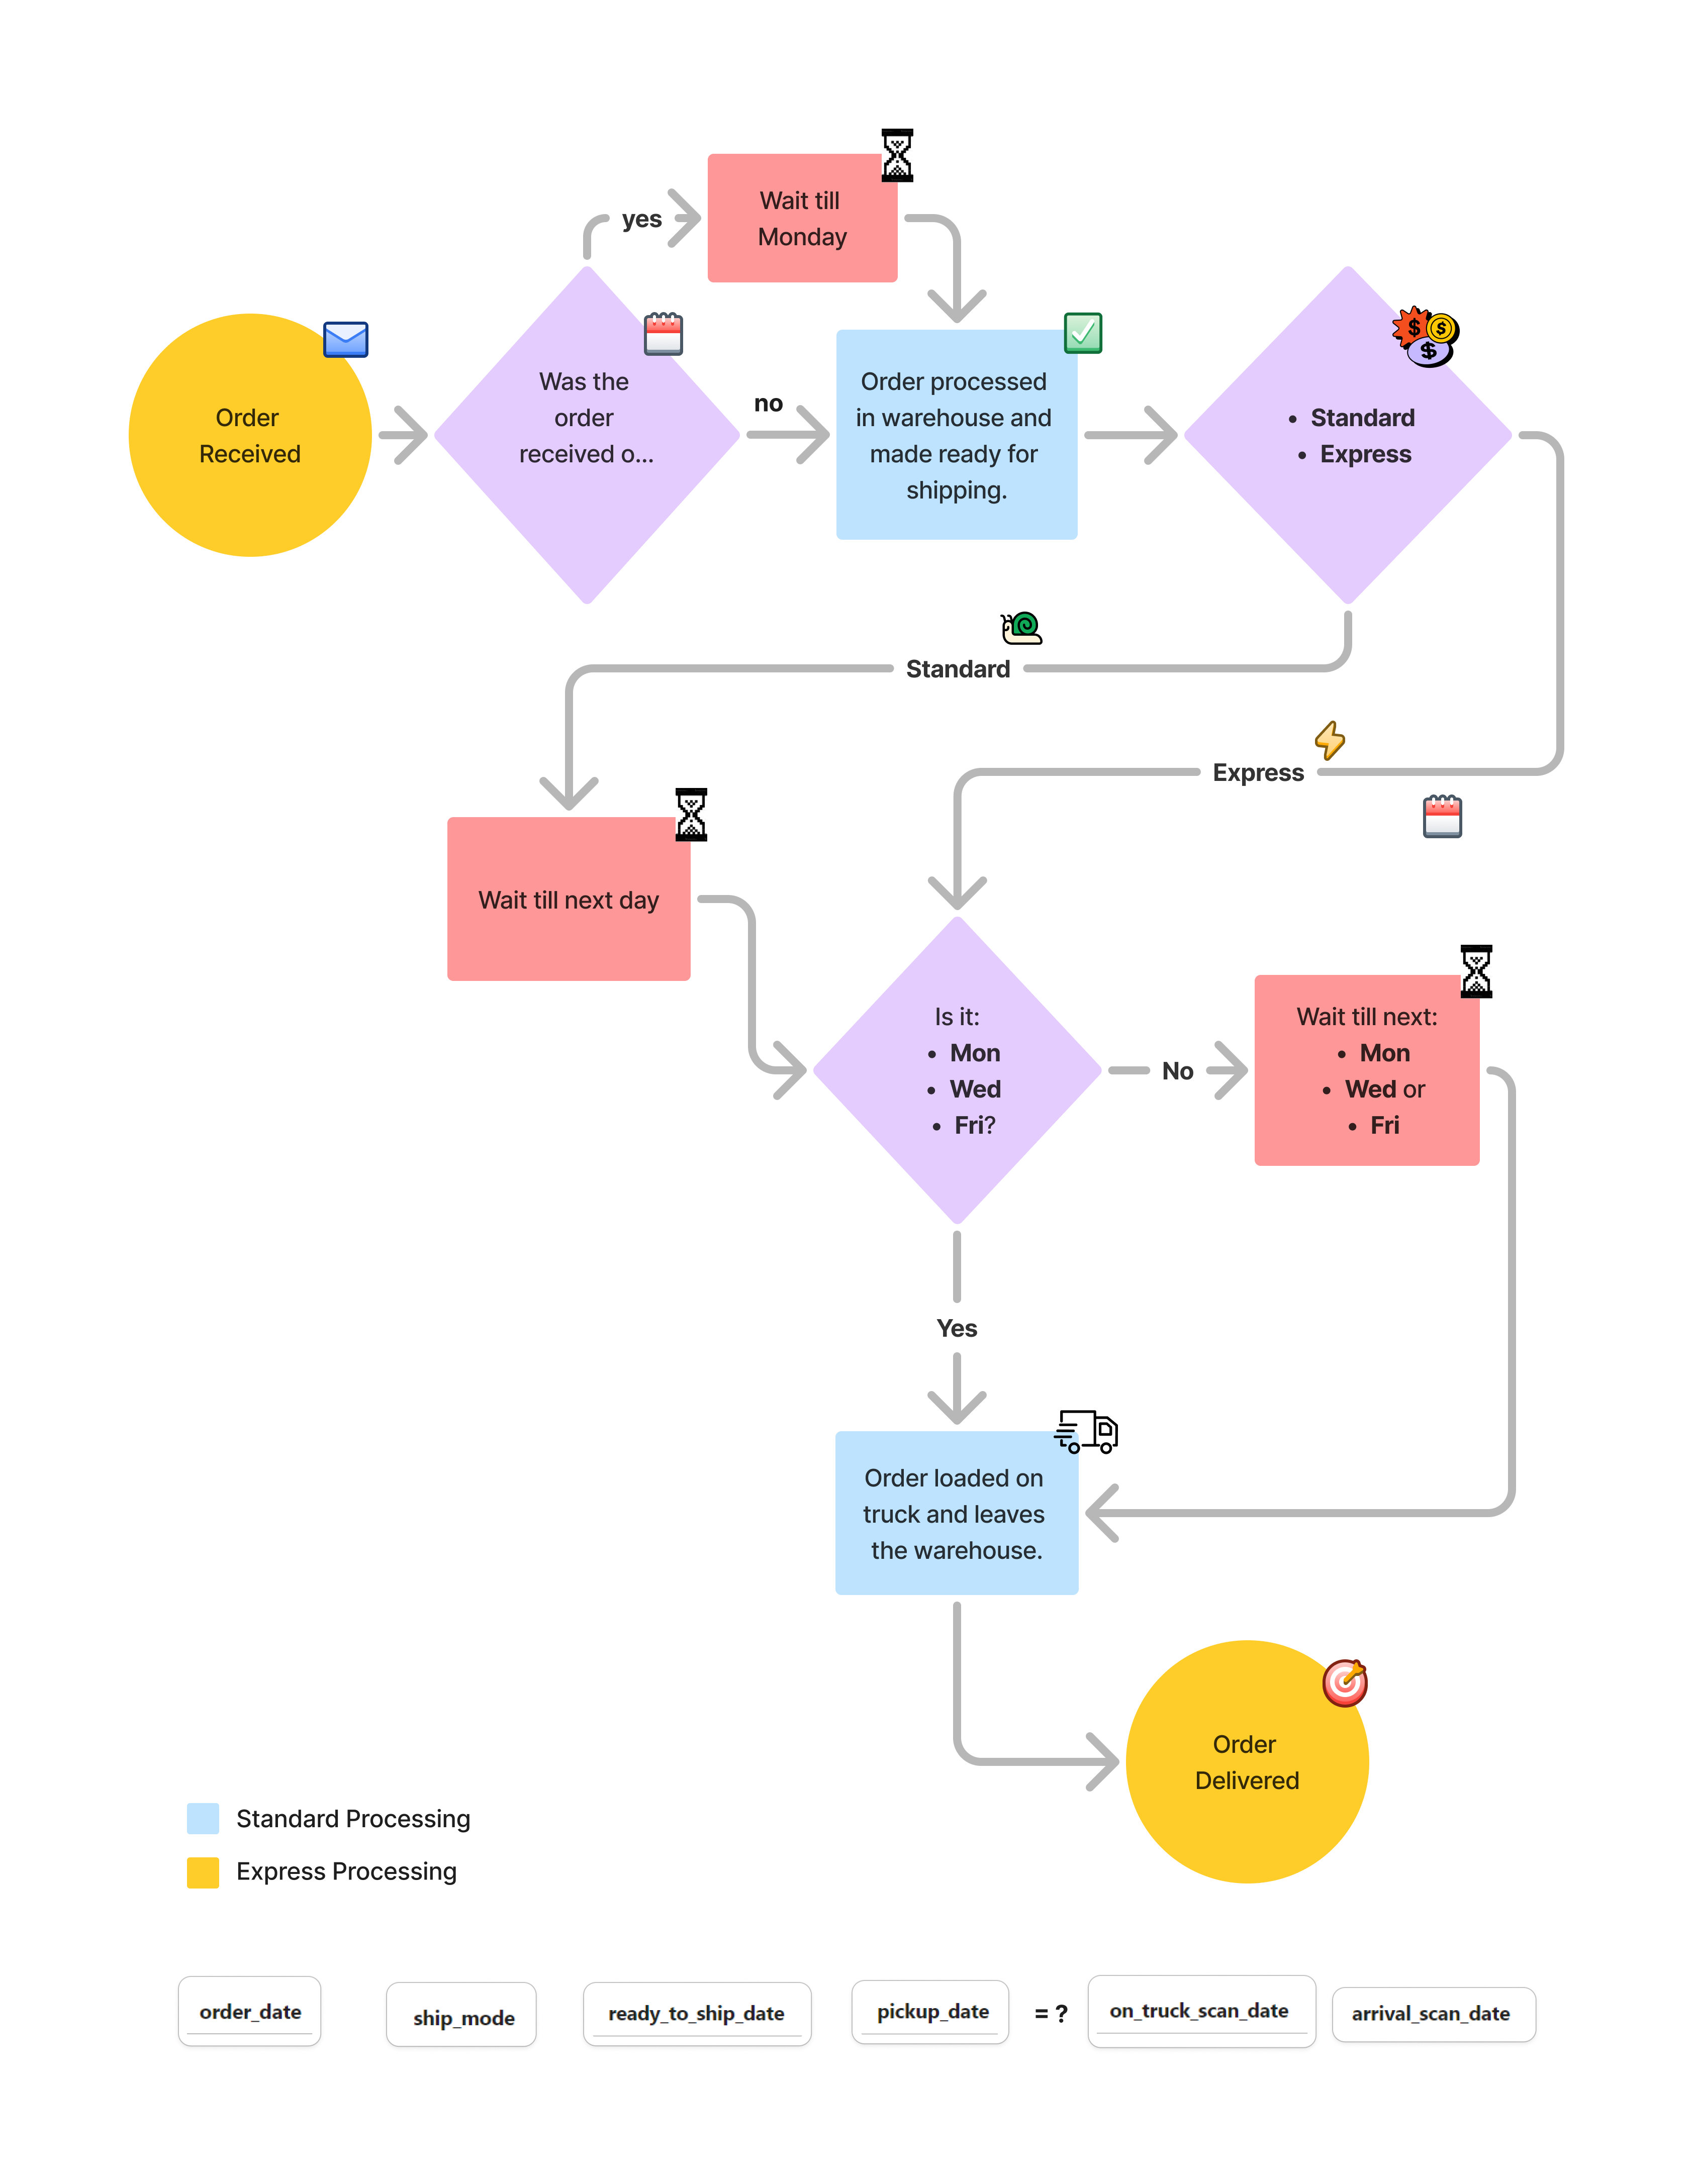 Wait till
Monday
yes
Order
Received
Was the
order
received o...
no
Order processed
in warehouse and
made ready for
shipping.
• Standard
• Express
Standard
Express
Wait till next day
Is it:
• Mon
• Wed
• Fri?
No
Wait till next:
• Mon
• Wed or
• Fri
Yes
Order loaded on
truck and leaves
the warehouse.
Order
Delivered
Standard Processing
Express Processing
order_date
ship_mode
ready_to_ship_date
pickup_date
= ?
on_truck_scan_date
arrival_scan_date